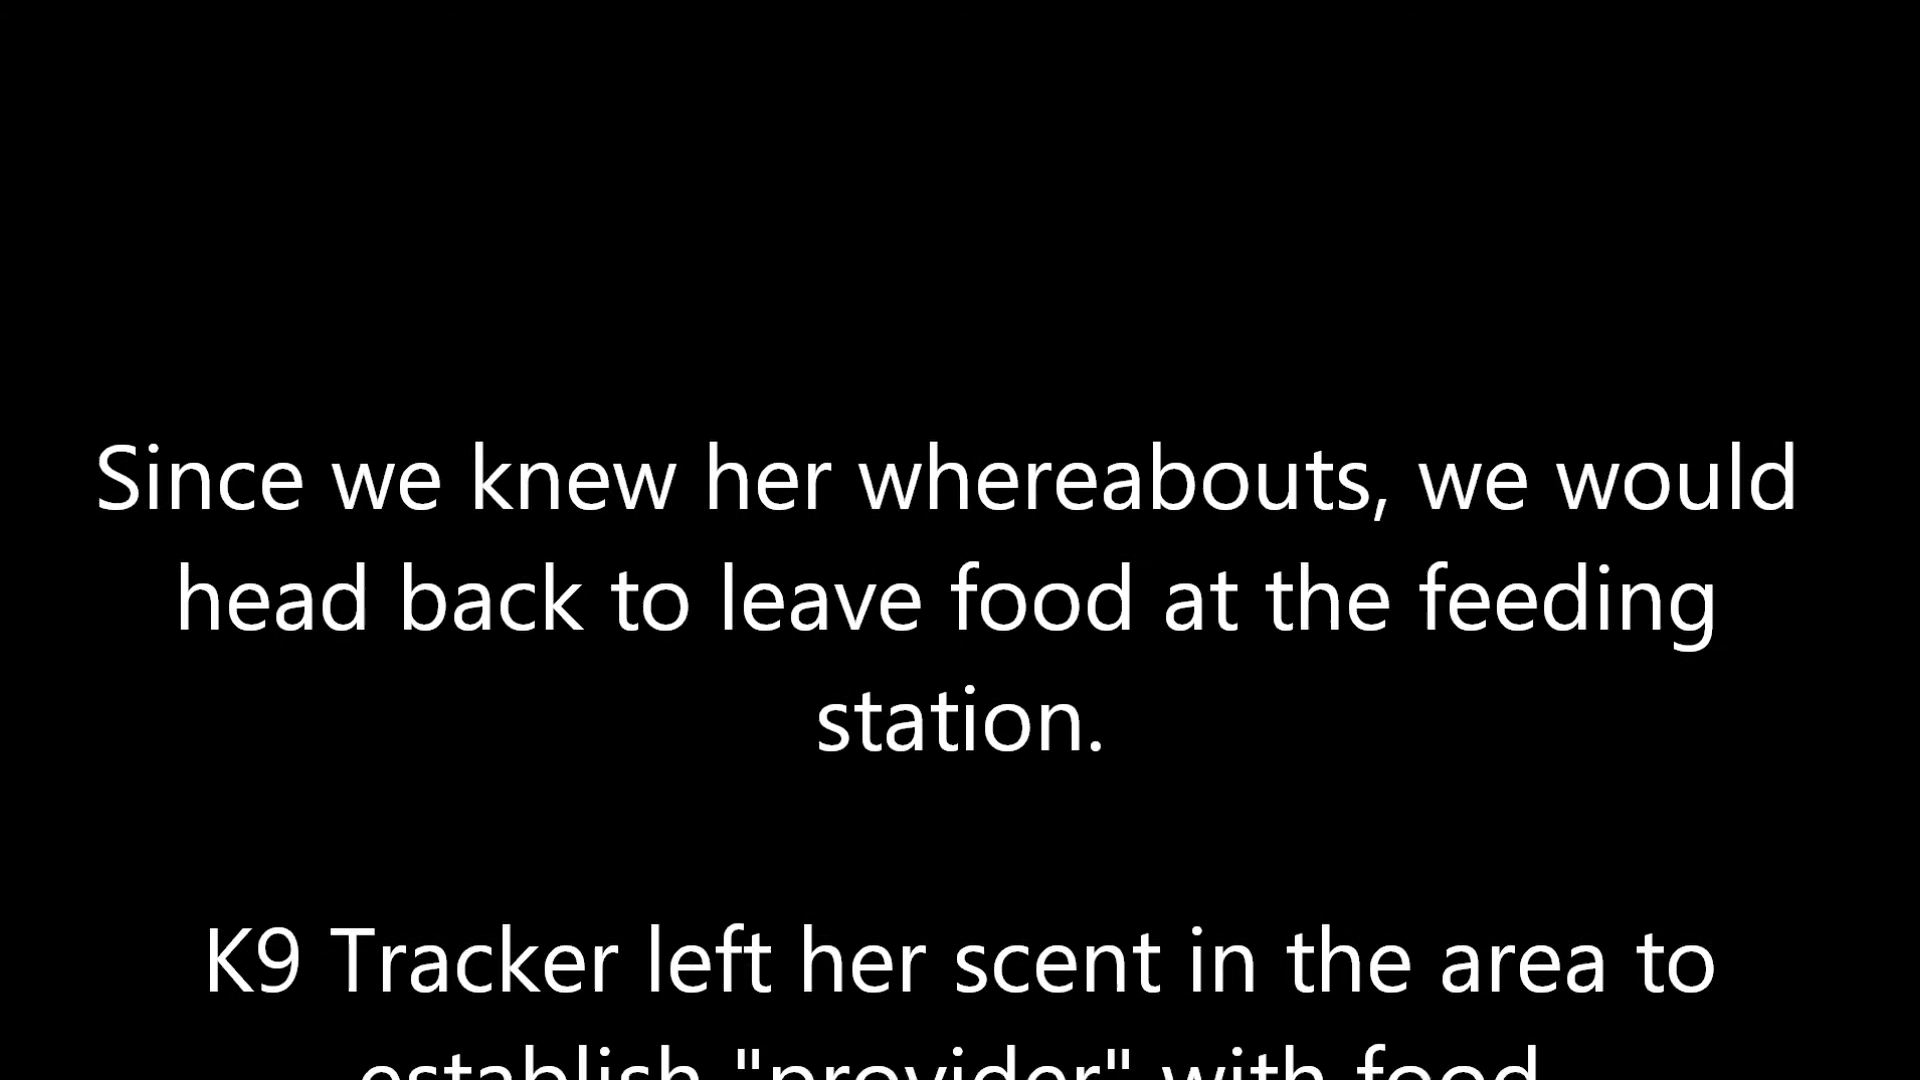 Since we knew her whereabouts, we would
head back to leave food at the feeding
station.
K9 Tracker left her scent in the area to
establish "provider" with food